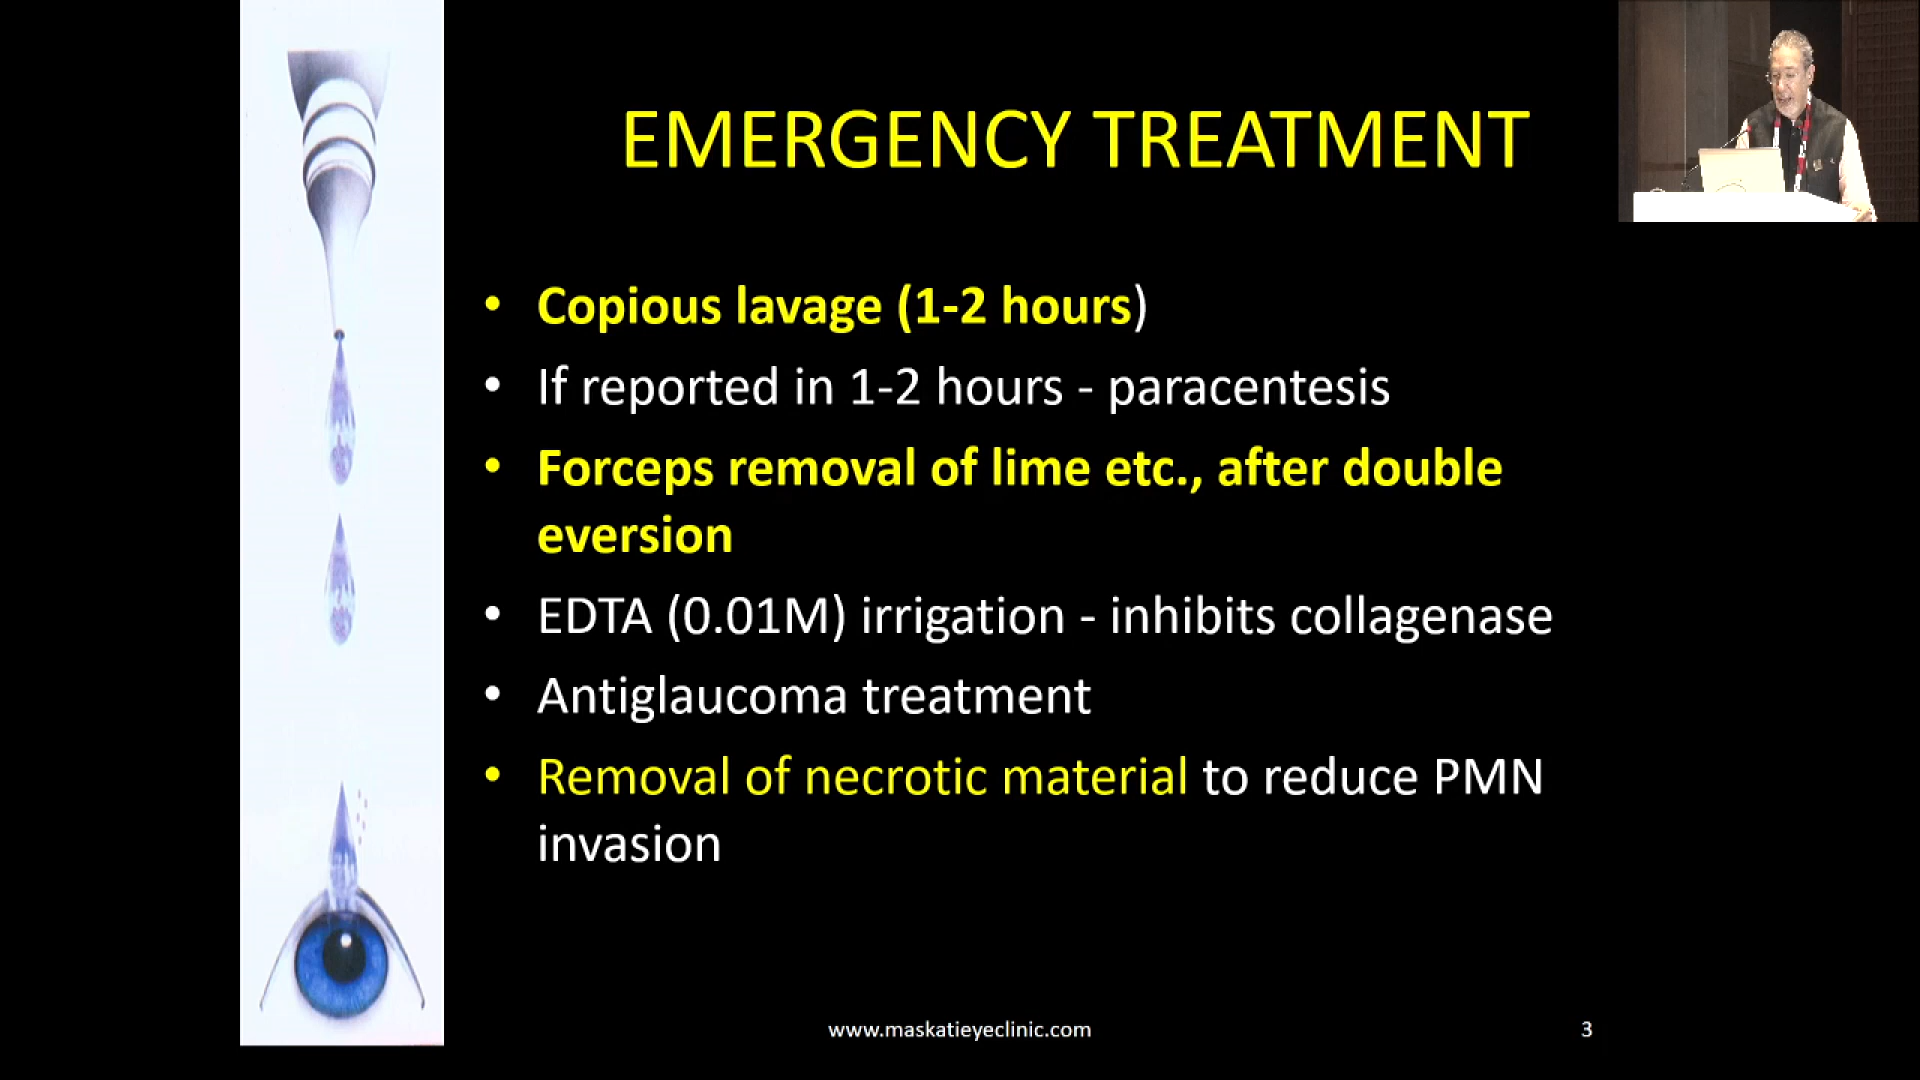 EMERGENCY TREATMENT
• Copious lavage (1-2 hours)
• If reported in 1-2 hours - paracentesis
• Forceps removal of lime etc., after double
eversion
• EDTA (0.01M) irrigation - inhibits collagenase
• Antiglaucoma treatment
• Removal of necrotic material to reduce PMN
invasion
www.maskatieyeclinic.com
3